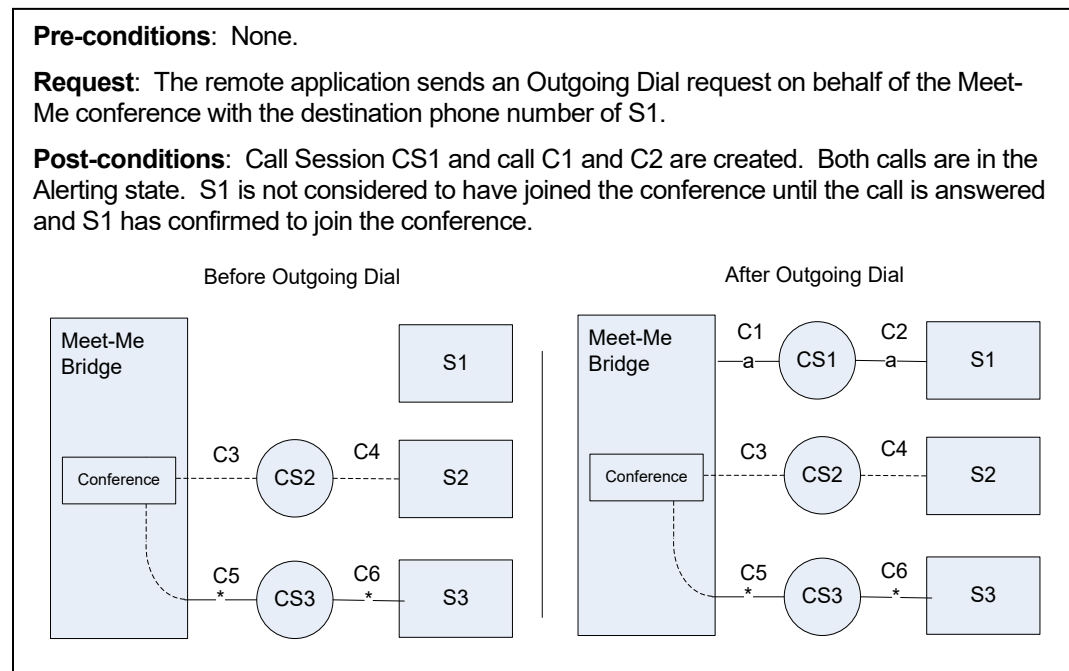 Pre-conditions: None.
Request: The remote application sends an Outgoing Dial request on behalf of the Meet-
Me conference with the destination phone number of S1.
Post-conditions: Call Session CS1 and call C1 and C2 are created. Both calls are in the
Alerting state. S1 is not considered to have joined the conference until the call is answered
and S1 has confirmed to join the conference.
Before Outgoing Dial
Meet-Me
Bridge
S1
C3
CS2
C4
S2
Conference
C5
*
CS3
C6
*
S3
After Outgoing Dial
Meet-Me
Bridge
C1
a
CS1
C2
a
S1
C3
CS2
C4
S2
Conference
C5
*
CS3
C6
*
S3